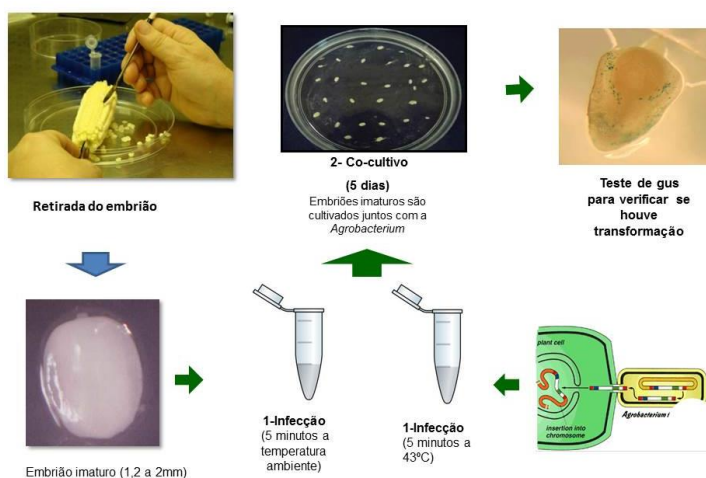 Retirada do embrião
2- Co-cultivo
(5 dias)
Embriões imaturos são
cultivados juntos com a
Agrobacterium
Teste de gus
para verificar se
houve
transformação
Embrião imaturo (1,2 a 2mm)
1-Infecção
(5 minutos a
temperatura
ambiente)
1-Infecção
(5 minutos a
43ºC)
plant cell
insertion into
chromosome
Agrobacterium t